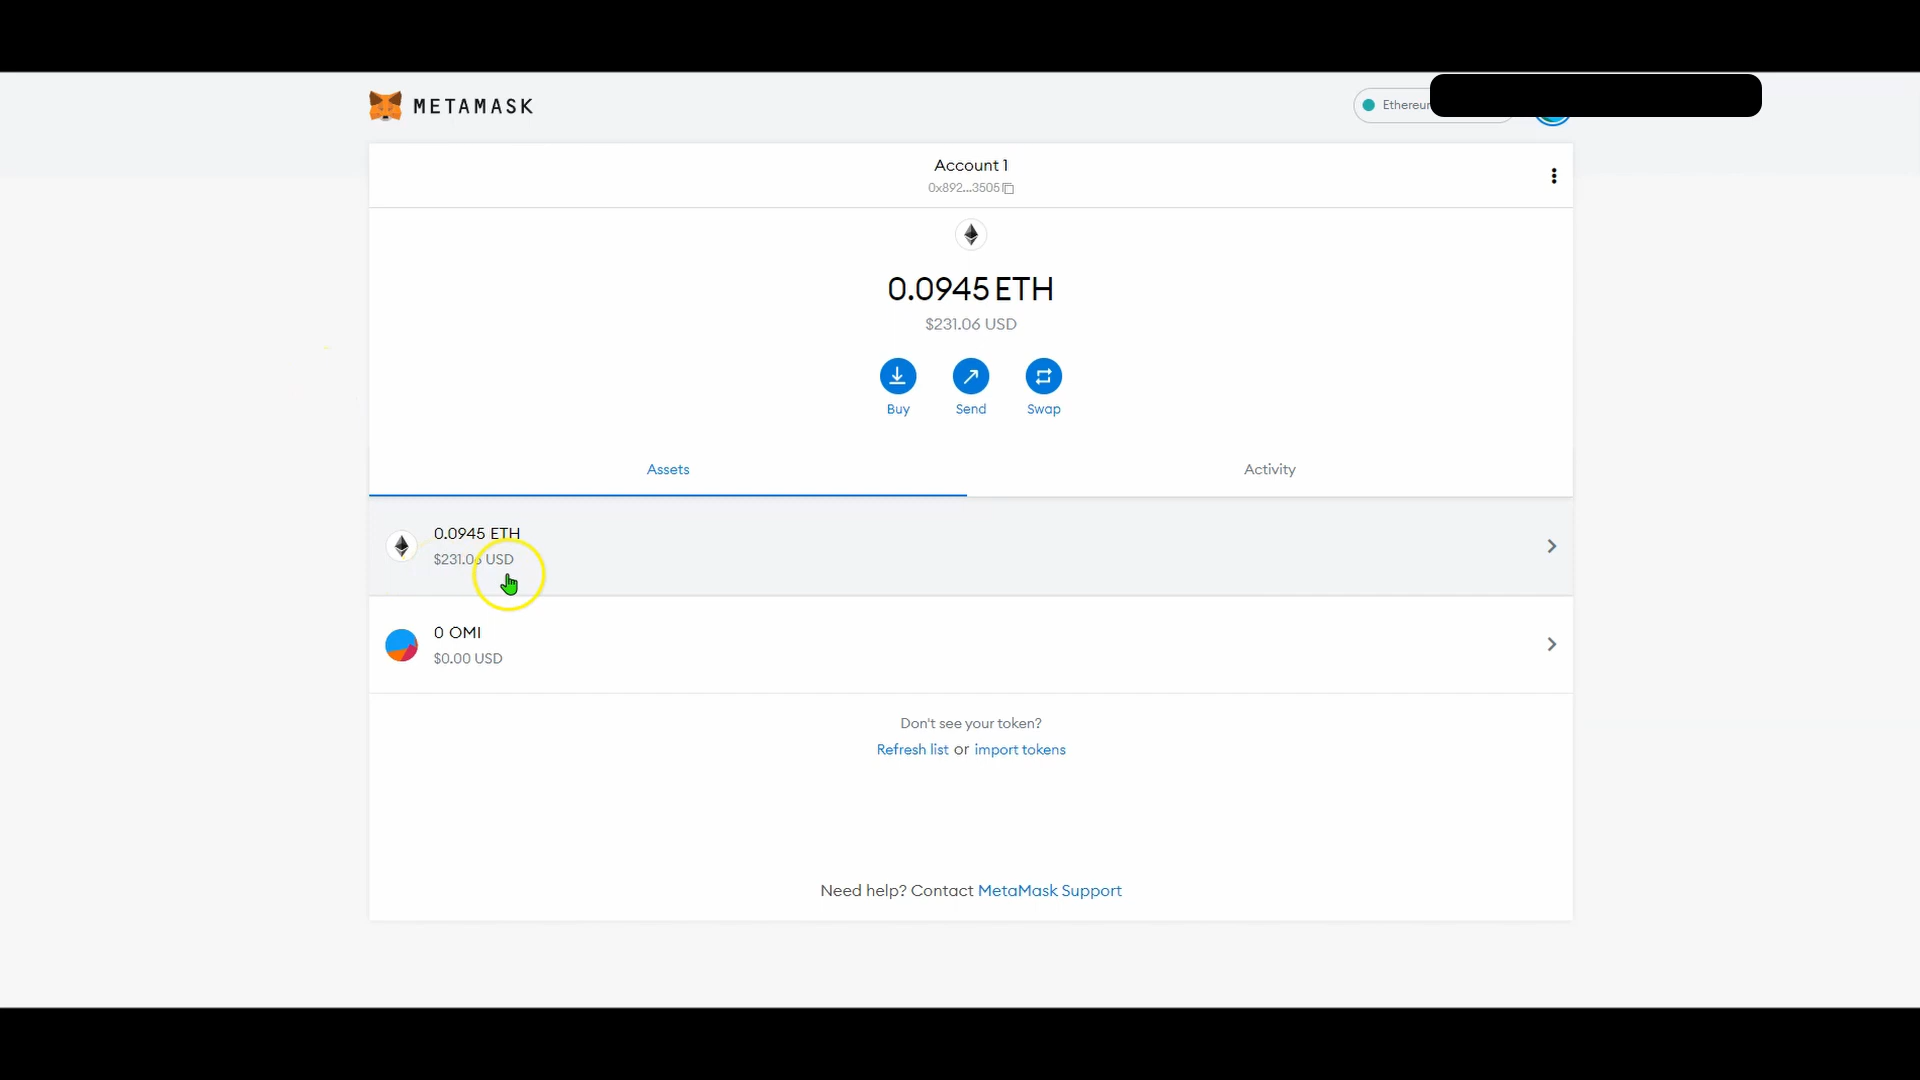 METAMASK
Account 1
0x892...3505
0.0945 ETH
$231.06 USD
Buy
Send
Swap
Assets
Activity
0.0945 ETH
$231.06 USD
0 OMI
$0.00 USD
Don't see your token?
Refresh list or import tokens
Need help? Contact MetaMask Support